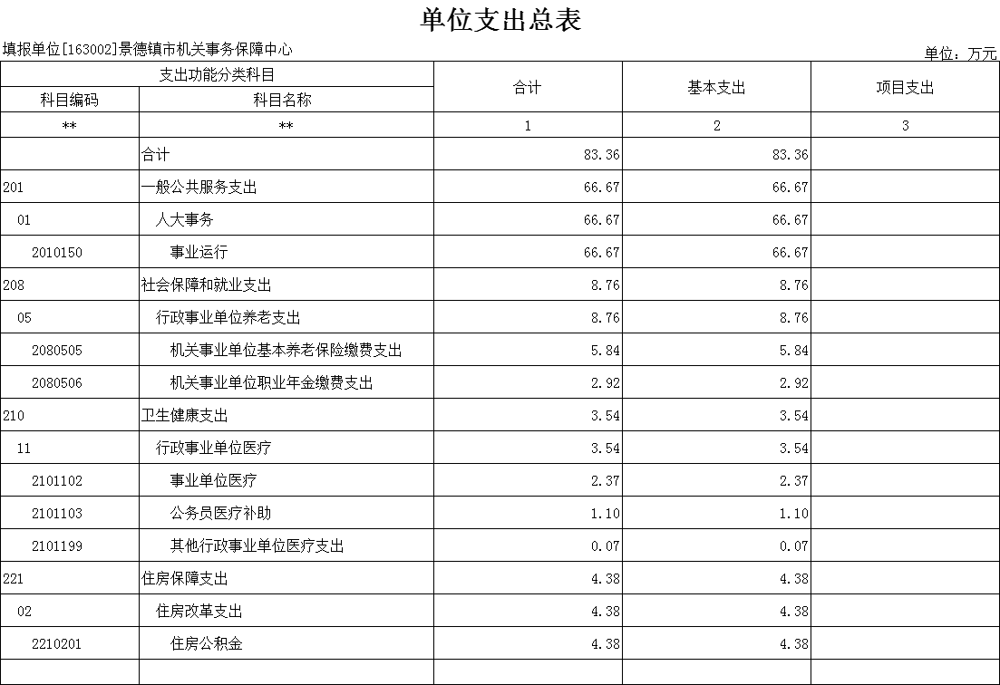 单位支出总表
填报单位[163002]景德镇市机关事务保障中心
单位：万元
支出功能分类科目 合计 基本支出 项目支出
科目编码 科目名称
** ** 1 2 3
合计 83.36 83.36
201 一般公共服务支出 66.67 66.67
01 人大事务 66.67 66.67
2010150 事业运行 66.67 66.67
208 社会保障和就业支出 8.76 8.76
05 行政事业单位养老支出 8.76 8.76
2080505 机关事业单位基本养老保险缴费支出 5.84 5.84
2080506 机关事业单位职业年金缴费支出 2.92 2.92
210 卫生健康支出 3.54 3.54
11 行政事业单位医疗 3.54 3.54
2101102 事业单位医疗 2.37 2.37
2101103 公务员医疗补助 1.10 1.10
2101199 其他行政事业单位医疗支出 0.07 0.07
221 住房保障支出 4.38 4.38
02 住房改革支出 4.38 4.38
2210201 住房公积金 4.38 4.38